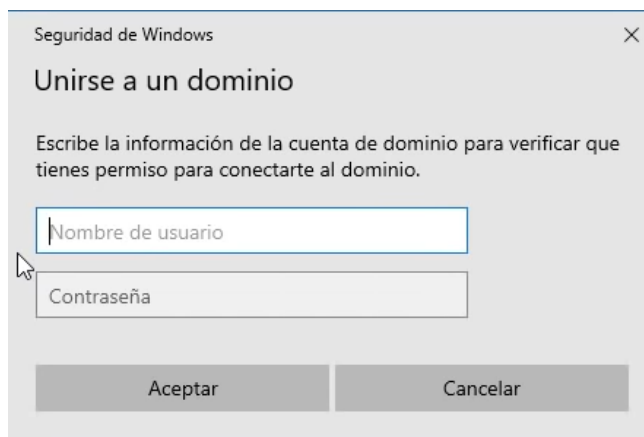 Seguridad de Windows
Unirse a un dominio
Escribe la información de la cuenta de dominio para verificar que
tienes permiso para conectarte al dominio.
Nombre de usuario
Contraseña
Aceptar
Cancelar